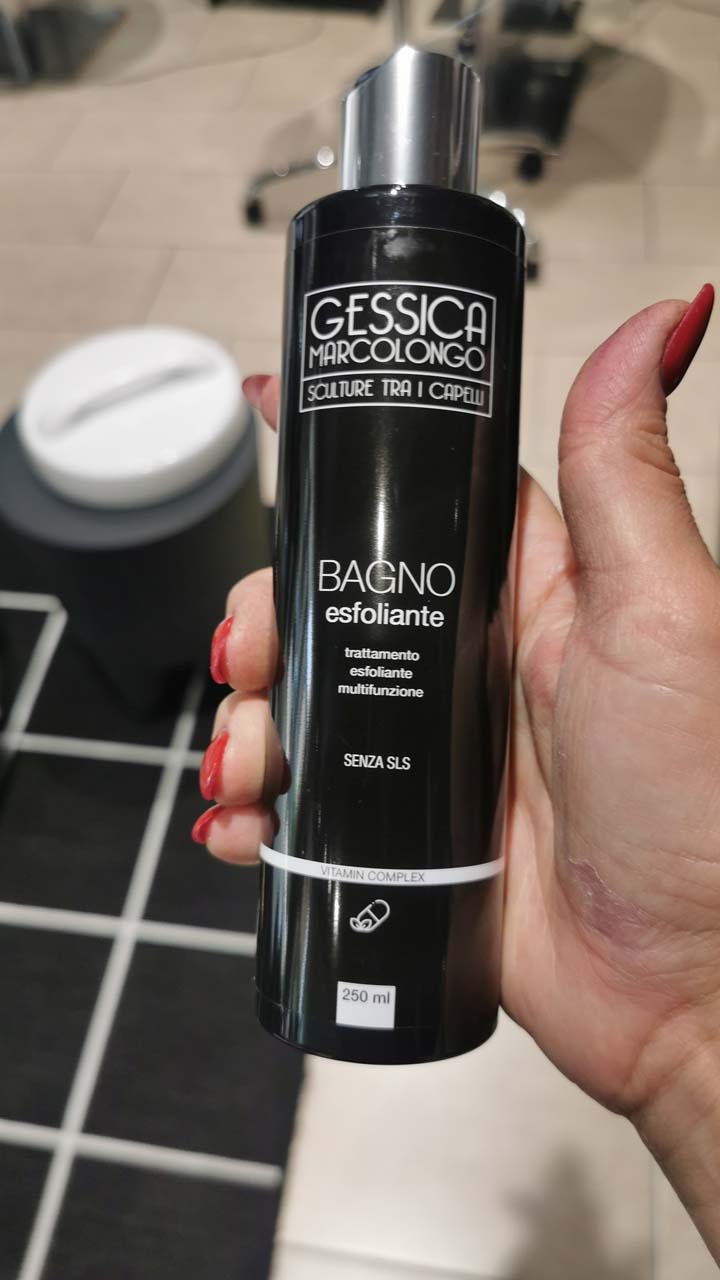 GESSICA
MARCOLONGO
SCULTURE TRA I CAPELLI
BAGNO
esfoliante
trattamento
esfoliante
multifunzione
SENZA SLS
VITAMIN COMPLEX
250 ml